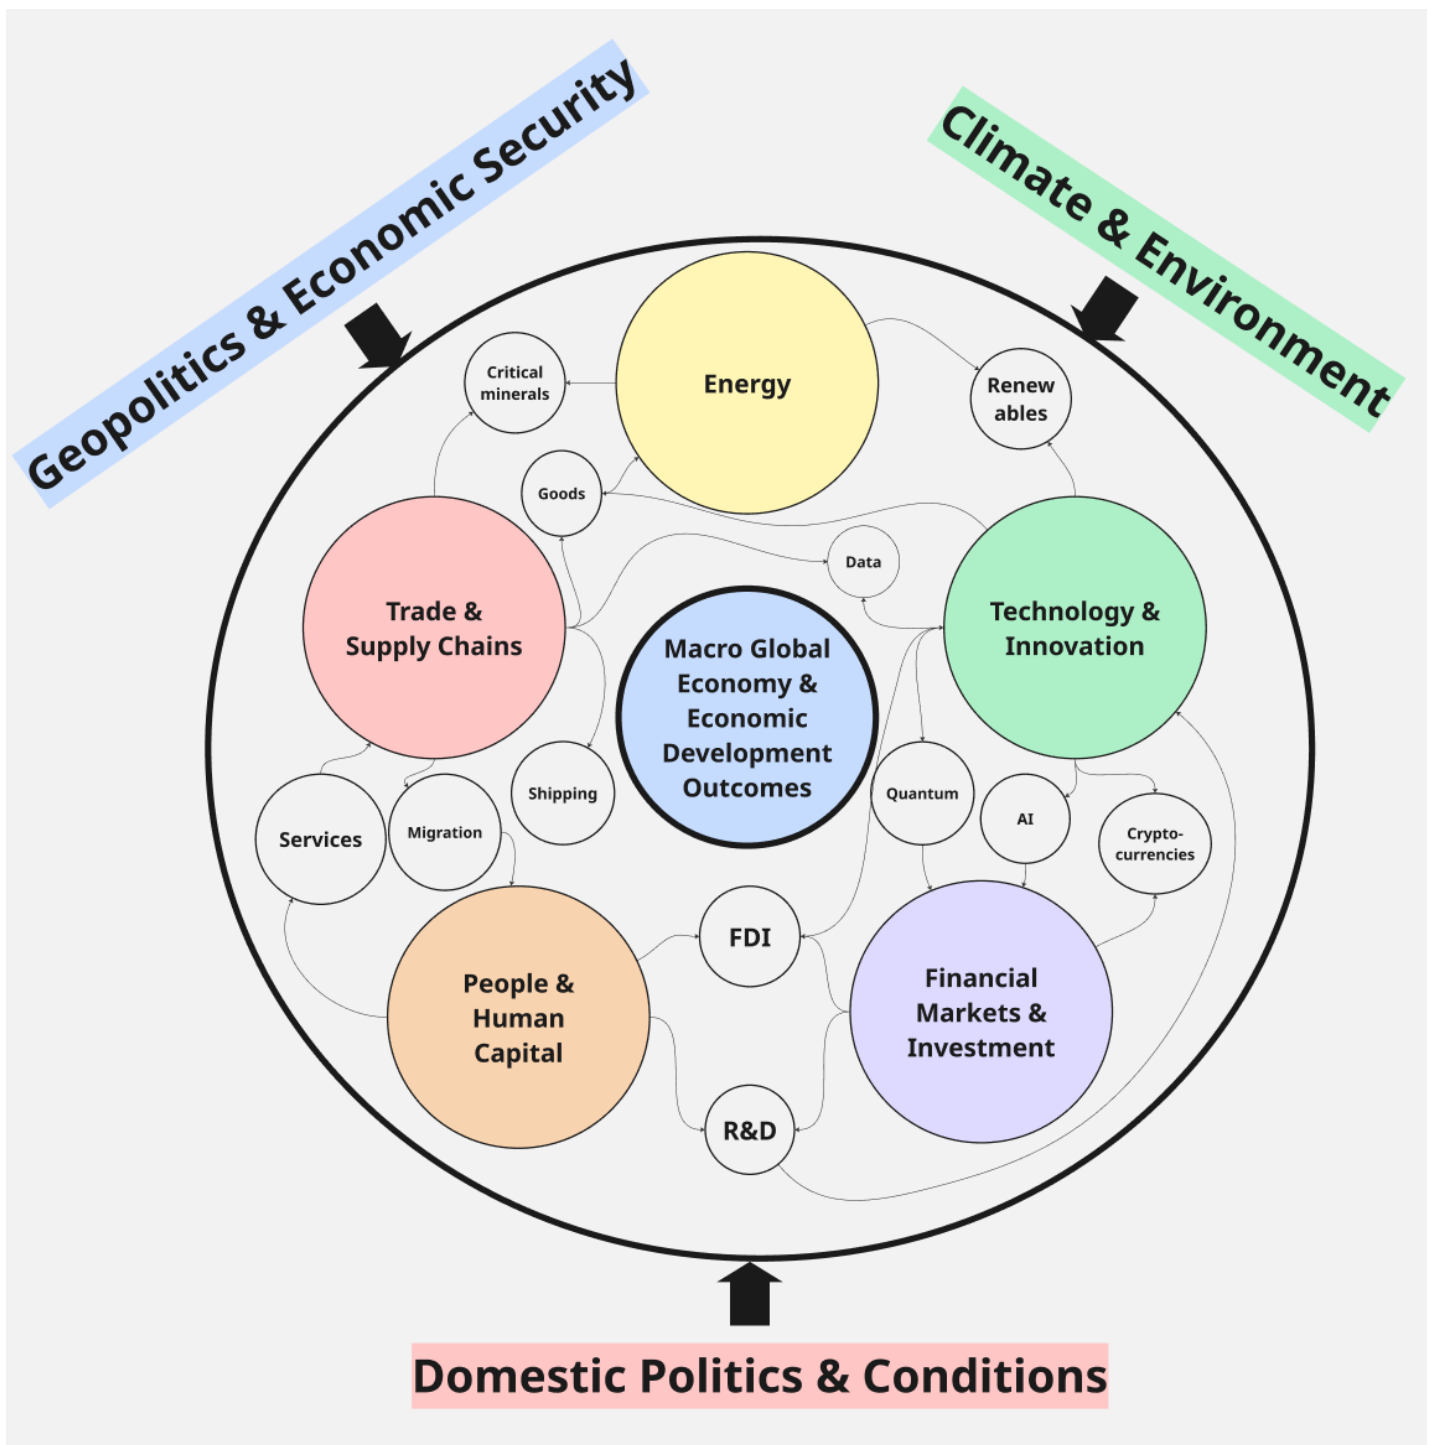 Geopolitics & Economic Security
Climate & Environment
Energy
Critical
minerals
Renew
ables
Goods
Data
Trade &
Supply Chains
Technology &
Innovation
Macro Global
Economy &
Economic
Development
Outcomes
Services
Migration
Shipping
Quantum
AI
Crypto-
currencies
People &
Human
Capital
FDI
Financial
Markets &
Investment
R&D
Domestic Politics & Conditions